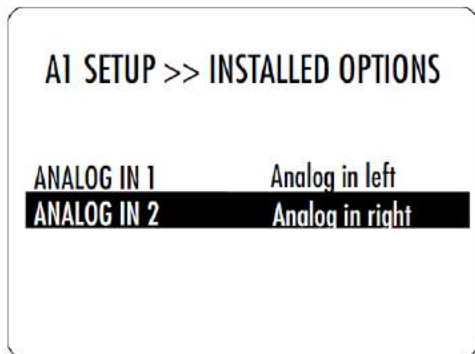 A1 SETUP >> INSTALLED OPTIONS
ANALOG IN 1 Analog in left
ANALOG IN 2 Analog in right